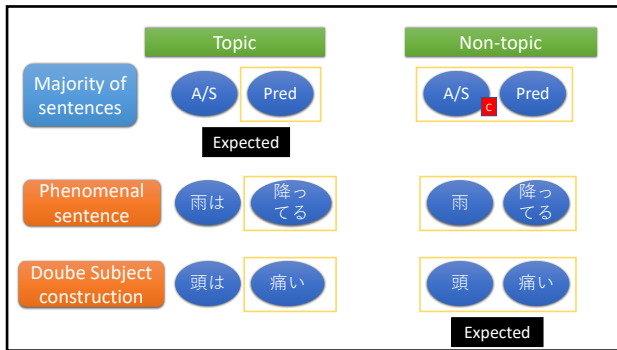 Topic
Non-topic
Majority of
sentences
A/S
Pred
A/S
c
Pred
Expected
Phenomenal
sentence
雨は
降っ
てる
雨
降っ
てる
Doube Subject
construction
頭は
痛い
頭
痛い
Expected